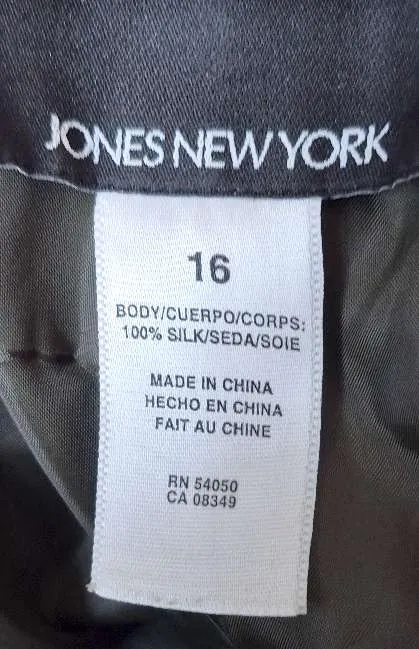 JONES NEW YORK
16
BODY/CUERPO/CORPS:
100% SILK/SEDA/SOIE
MADE IN CHINA
HECHO EN CHINA
FAIT AU CHINE
RN 54050
CA 08349